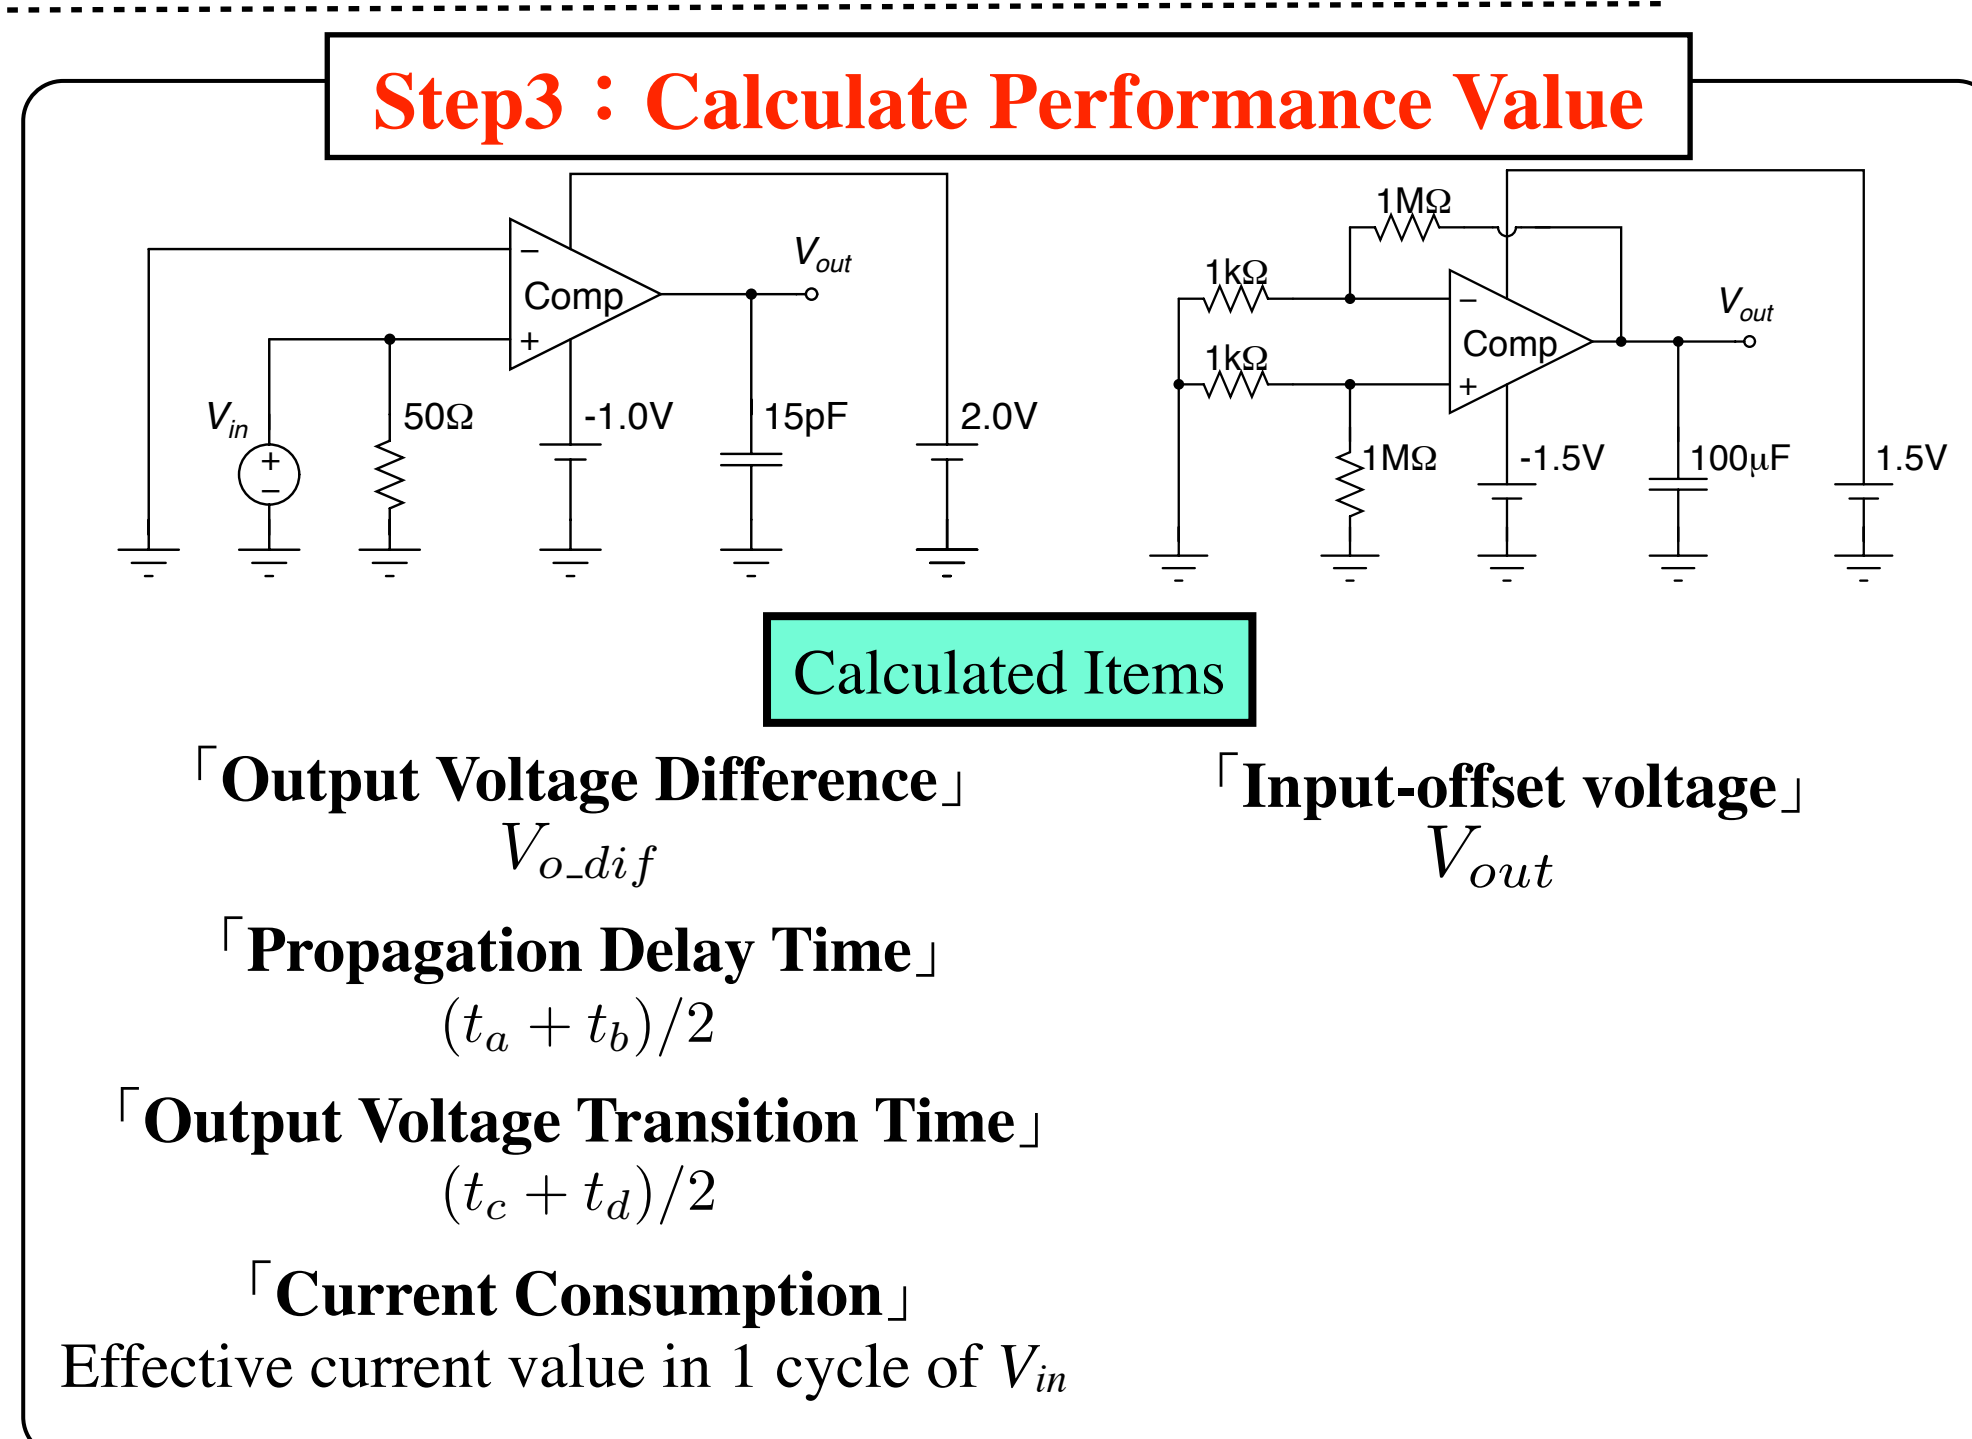 Step3：Calculate Performance Value
−
Comp
+
V_out
V_in
+
−
50Ω
-1.0V
15pF
2.0V
1MΩ
1kΩ
−
1kΩ
Comp
+
V_out
1MΩ
-1.5V
100μF
1.5V
Calculated Items
「Output Voltage Difference」
V_{o_dif}
「Propagation Delay Time」
(t_a + t_b)/2
「Output Voltage Transition Time」
(t_c + t_d)/2
「Current Consumption」
Effective current value in 1 cycle of V_in
「Input-offset voltage」
V_out